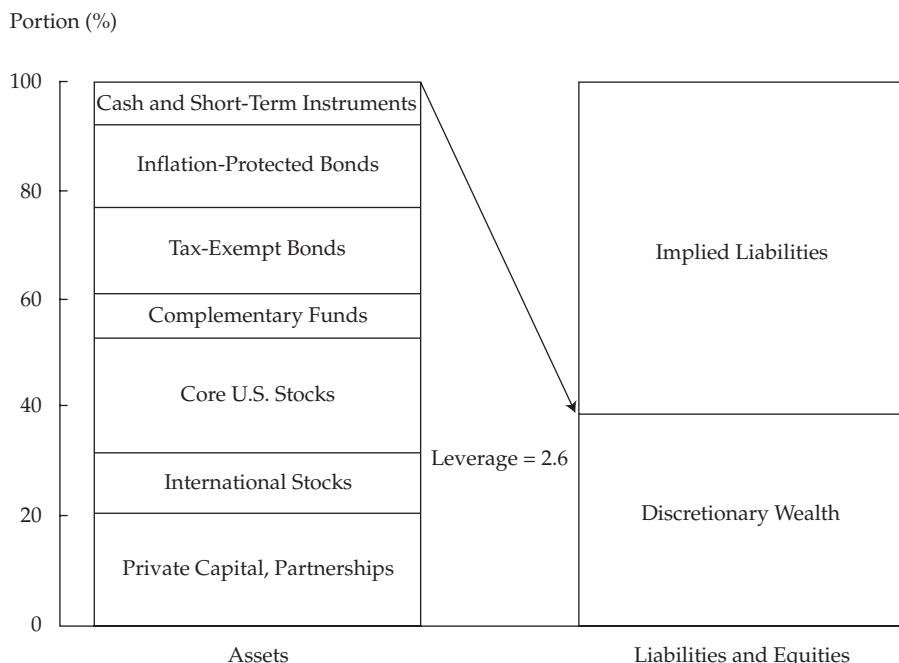 Portion (%)
100
80
60
40
20
0
Cash and Short-Term Instruments
Inflation-Protected Bonds
Tax-Exempt Bonds
Complementary Funds
Core U.S. Stocks
International Stocks
Private Capital, Partnerships
Assets
Leverage = 2.6
Implied Liabilities
Discretionary Wealth
Liabilities and Equities